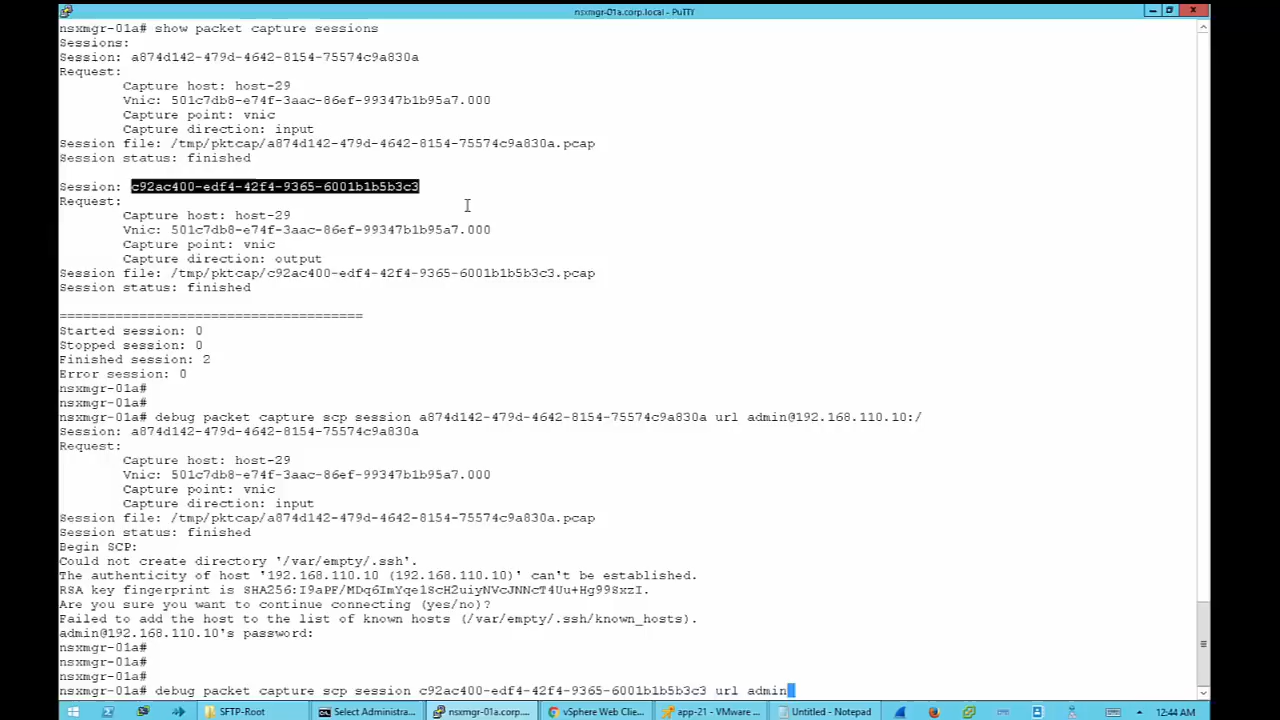 nsxmgr-01a.corp.local - PuTTY
nsxmgr-01a# show packet capture sessions
Sessions:
Session: a874d142-479d-4642-8154-75574c9a830a
Request:
Capture host: host-29
Vnic: 501c7db8-e74f-3aac-86ef-99347b1b95a7.000
Capture point: vnic
Capture direction: input
Session file: /tmp/pktcap/a874d142-479d-4642-8154-75574c9a830a.pcap
Session status: finished
Session: c92ac400-edf4-42f4-9365-6001b1b5b3c3
Request:
Capture host: host-29
Vnic: 501c7db8-e74f-3aac-86ef-99347b1b95a7.000
Capture point: vnic
Capture direction: output
Session file: /tmp/pktcap/c92ac400-edf4-42f4-9365-6001b1b5b3c3.pcap
Session status: finished
======================================
Started session: 0
Stopped session: 0
Finished session: 2
Error session: 0
nsxmgr-01a#
nsxmgr-01a#
nsxmgr-01a# debug packet capture scp session a874d142-479d-4642-8154-75574c9a830a url admin@192.168.110.10:/
Session: a874d142-479d-4642-8154-75574c9a830a
Request:
Capture host: host-29
Vnic: 501c7db8-e74f-3aac-86ef-99347b1b95a7.000
Capture point: vnic
Capture direction: input
Session file: /tmp/pktcap/a874d142-479d-4642-8154-75574c9a830a.pcap
Session status: finished
Begin SCP:
Could not create directory '/var/empty/.ssh'.
The authenticity of host '192.168.110.10 (192.168.110.10)' can't be established.
RSA key fingerprint is
Are you sure you want to continue connecting (yes/no)?
Failed to add the host to the list of known hosts (/var/empty/.ssh/known_hosts).
admin@192.168.110.10's password:
nsxmgr-01a#
nsxmgr-01a#
nsxmgr-01a#
nsxmgr-01a# debug packet capture scp session c92ac400-edf4-42f4-9365-6001b1b5b3c3 url admin
SFTP-Root Select Administra... nsxmgr-01a.corp.... vSphere Web Clie... app-21 - VMware ... Untitled - Notepad 12:44 AM